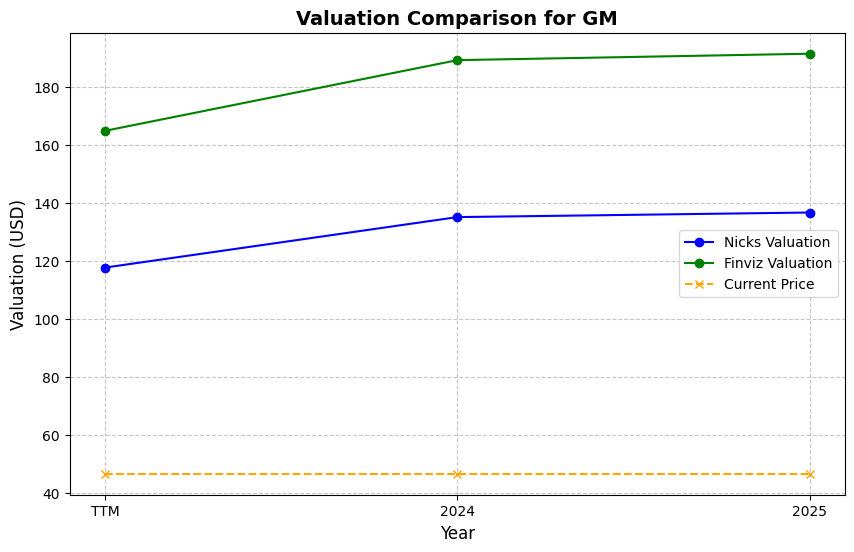 Valuation Comparison for GM
Valuation (USD)
180
160
140
120
100
80
60
40
Nicks Valuation
Finviz Valuation
Current Price
TTM
2024
2025
Year